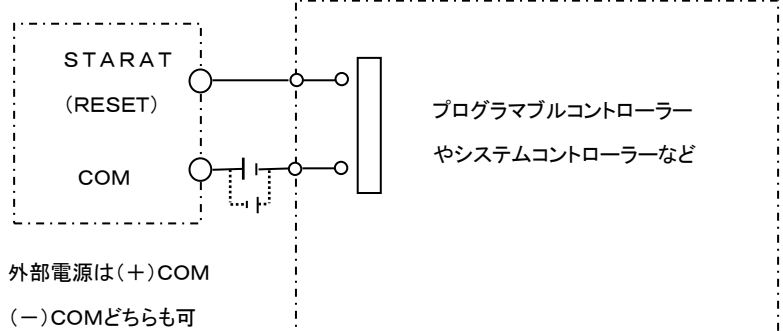 ＳＴＡＲＡＴ
（RESET）
COM
プログラマブルコントローラー
やシステムコントローラーなど
外部電源は（＋）COM
（－）COMどちらも可